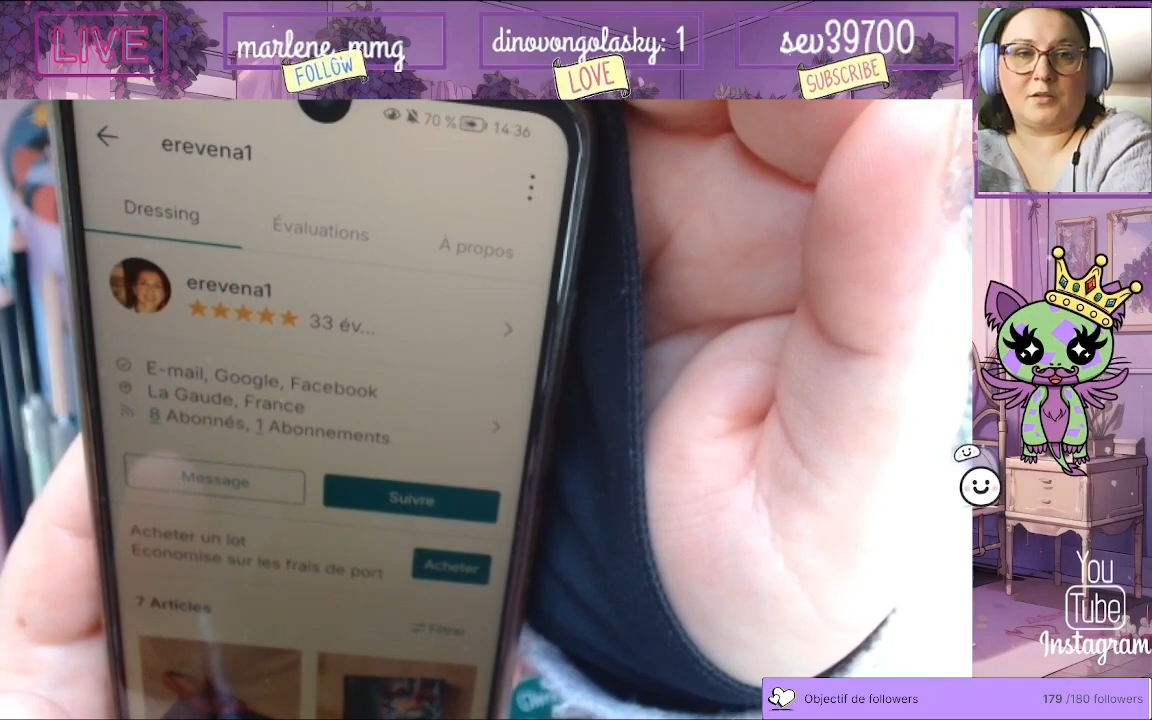 LIVE
marlene_mmg
FOLLOW
dinovongolasky: 1
LOVE
sev39700
SUBSCRIBE
70 % 14:36
erevena1
Dressing
Évaluations
À propos
erevena1
33 év...
E-mail, Google, Facebook
La Gaude, France
8 Abonnés, 1 Abonnements
Message
Suivre
Acheter un lot
Economise sur les frais de port
Acheter
7 Articles
Filtrer
You
Tube
Instagram
Objectif de followers
179 /180 followers